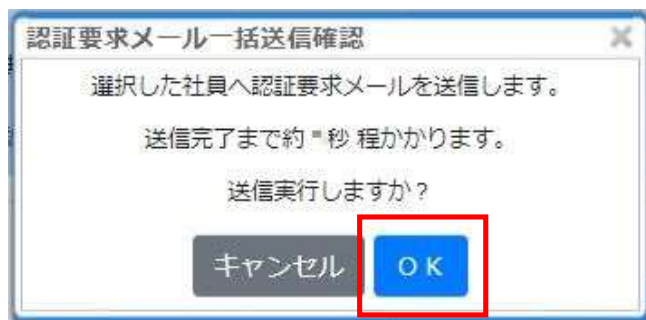 認証要求メール一括送信確認
選択した社員へ認証要求メールを送信します。
送信完了まで約*秒 程かかります。
送信実行しますか？
キャンセル
ＯＫ